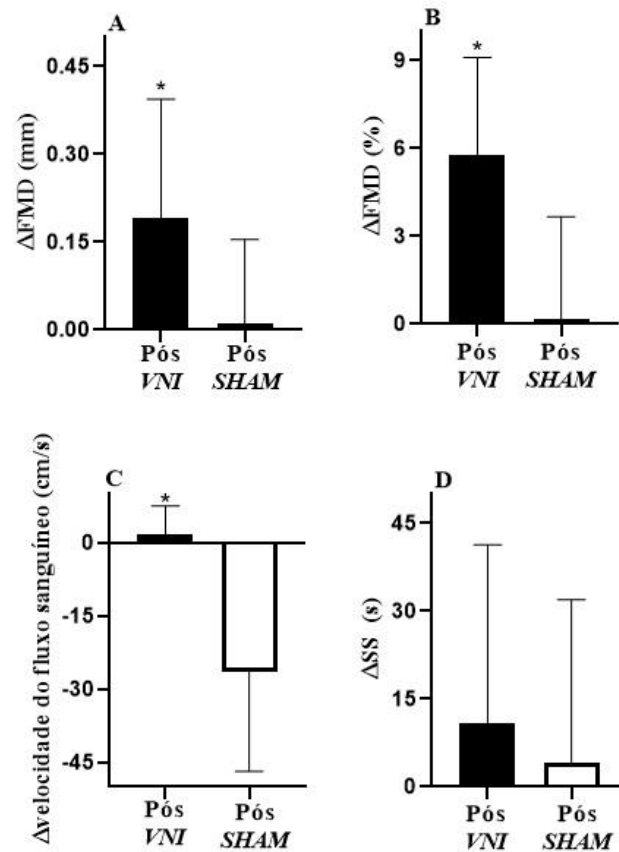 A
ΔFMD (mm)
0.45
0.30
0.15
0.00
*
Pós Pós
VNI SHAM
B
ΔFMD (%)
9
6
3
0
*
Pós Pós
VNI SHAM
C
Δvelocidade do fluxo sanguíneo (cm/s)
0
-15
-30
-45
*
Pós Pós
VNI SHAM
D
ΔSS (s)
45
30
15
0
Pós Pós
VNI SHAM